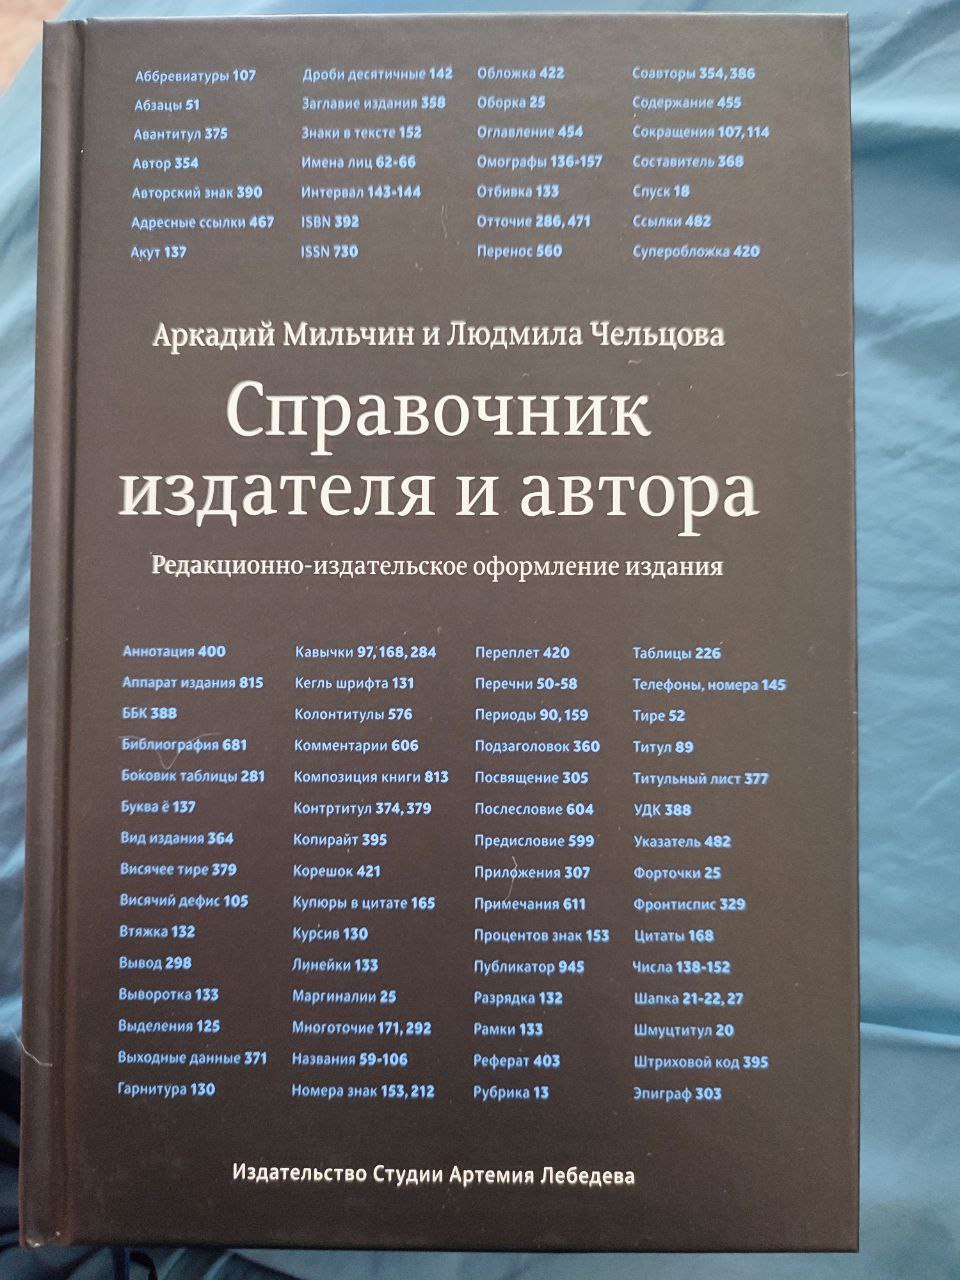 Аббревиатуры 107
Абзацы 51
Авантитул 375
Автор 354
Авторский знак 390
Адресные ссылки 467
Акут 137
Дроби десятичные 142
Заглавие издания 358
Знаки в тексте 152
Имена лиц 62-66
Интервал 143-144
ISBN 392
ISSN 730
Обложка 422
Оборка 25
Оглавление 454
Омографы 136-157
Отбивка 133
Отточие 286, 471
Перенос 560
Соавторы 354, 386
Содержание 455
Сокращения 107, 114
Составитель 368
Спуск 18
Ссылки 482
Суперобложка 420
Аркадий Мильчин и Людмила Чельцова
Справочник
издателя и автора
Редакционно-издательское оформление издания
Аннотация 400
Аппарат издания 815
ББК 388
Библиография 681
Боковик таблицы 281
Буква ё 137
Вид издания 364
Висячее тире 379
Висячий дефис 105
Втяжка 132
Вывод 298
Выворотка 133
Выделения 125
Выходные данные 371
Гарнитура 130
Кавычки 97, 168, 284
Кегль шрифта 131
Колонтитулы 576
Комментарии 606
Композиция книги 813
Контртитул 374, 379
Копирайт 395
Корешок 421
Купюры в цитате 165
Курсив 130
Линейки 133
Маргиналии 25
Многоточие 171, 292
Названия 59-106
Номера знак 153, 212
Переплет 420
Перечни 50-58
Периоды 90, 159
Подзаголовок 360
Посвящение 305
Послесловие 604
Предисловие 599
Приложения 307
Примечания 611
Процентов знак 153
Публикатор 945
Разрядка 132
Рамки 133
Реферат 403
Рубрика 13
Таблицы 226
Телефоны, номера 145
Тире 52
Титул 89
Титульный лист 377
УДК 388
Указатель 482
Форточки 25
Фронтиспис 329
Цитаты 168
Числа 138-152
Шапка 21-22, 27
Шмуцтитул 20
Штриховой код 395
Эпиграф 303
Издательство Студии Артемия Лебедева